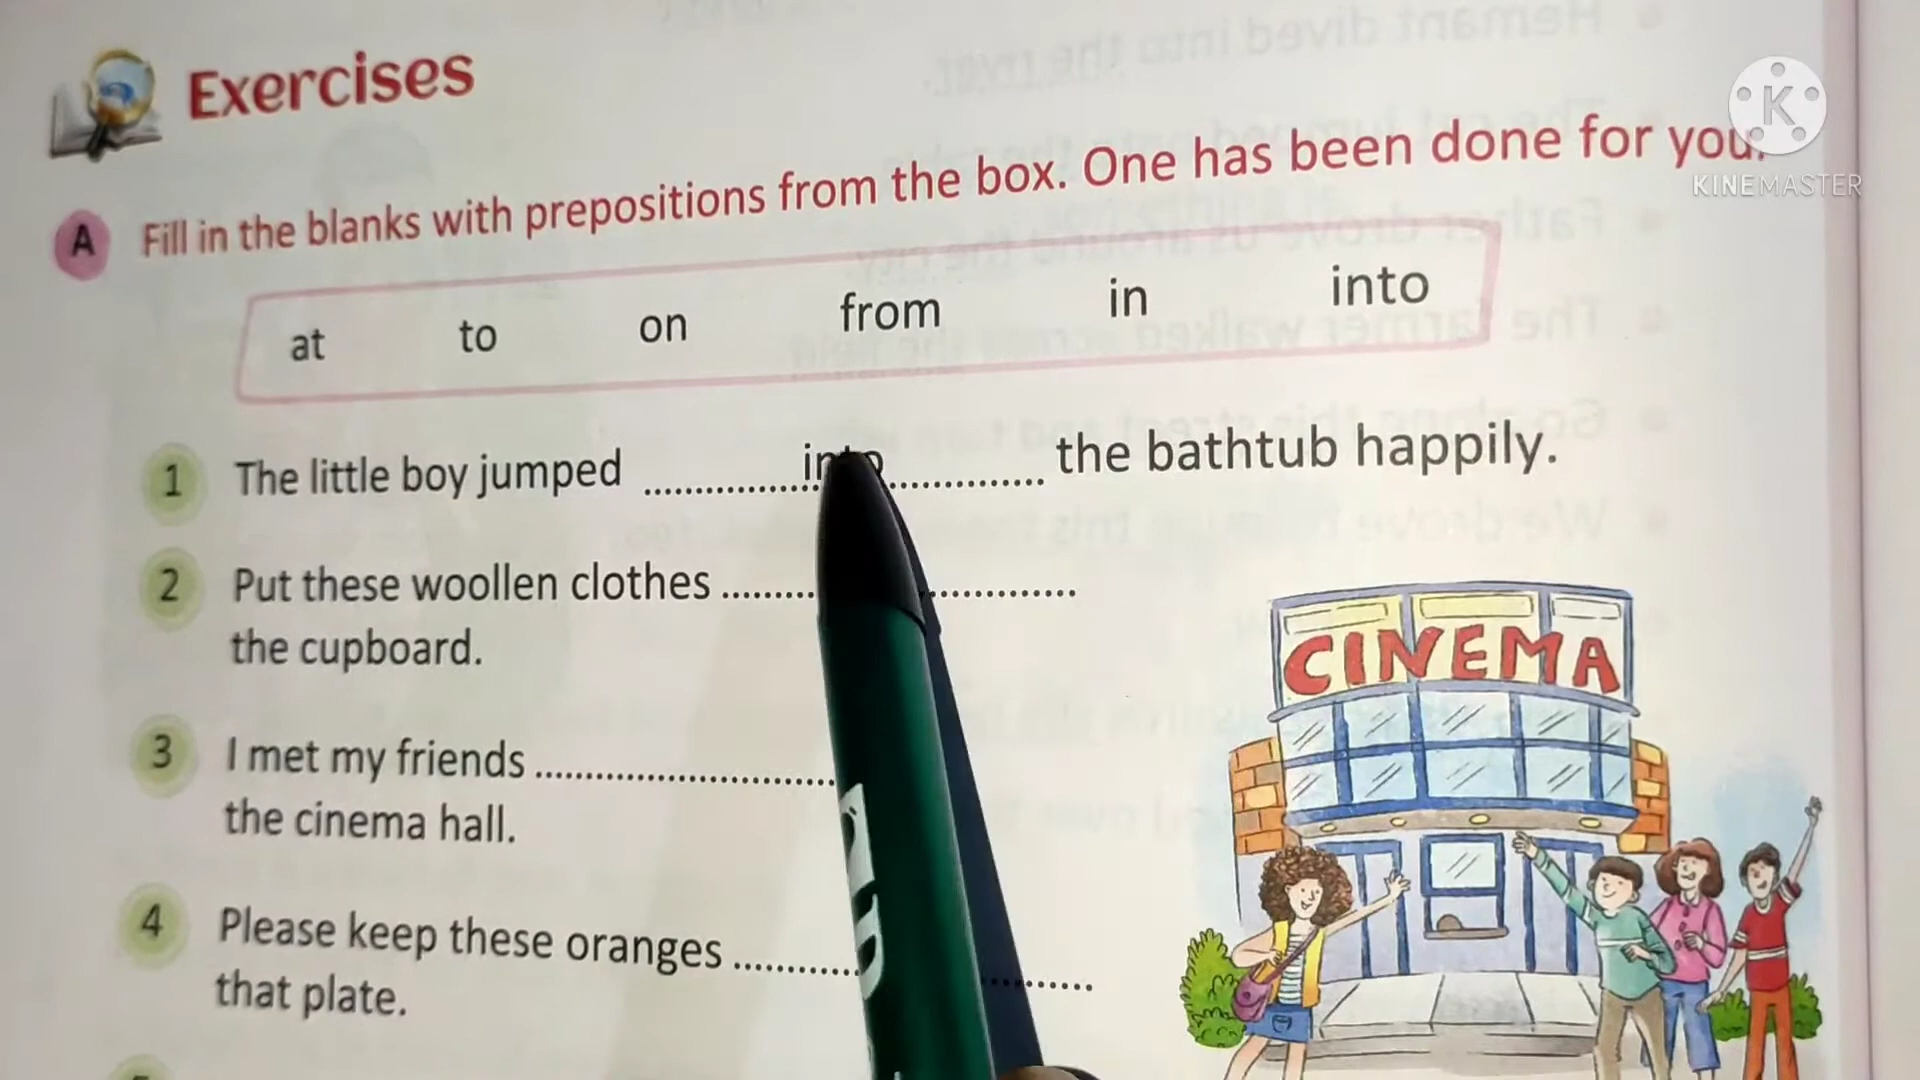 Exercises
KINEMASTER
A Fill in the blanks with prepositions from the box. One has been done for you.
at to on from in into
1 The little boy jumped ........ into ........ the bathtub happily.
2 Put these woollen clothes ................
the cupboard.
CINEMA
3 I met my friends ................
the cinema hall.
4 Please keep these oranges ................
that plate.